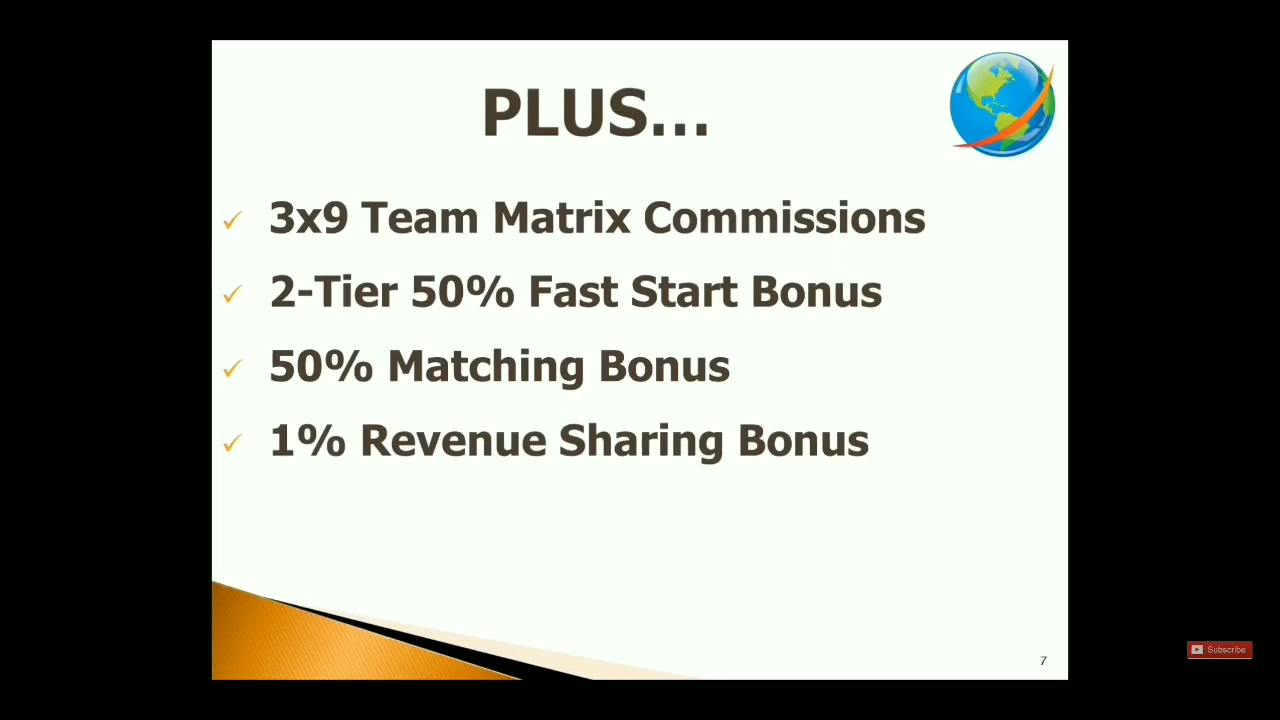 PLUS...
3x9 Team Matrix Commissions
2-Tier 50% Fast Start Bonus
50% Matching Bonus
1% Revenue Sharing Bonus
7
Subscribe